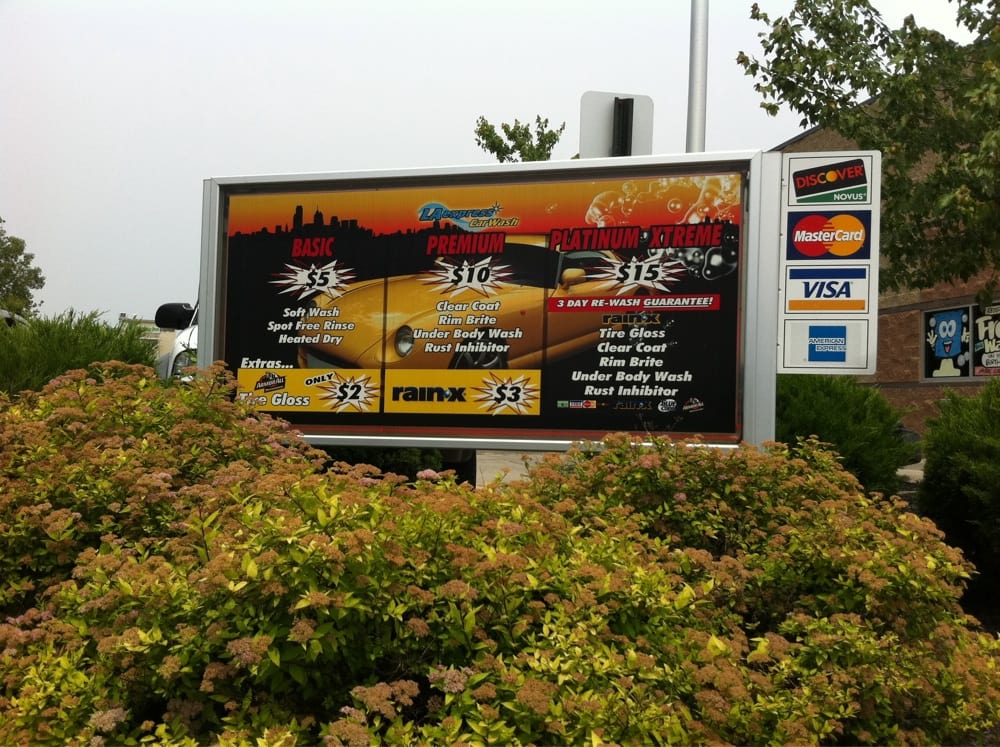 LA express
CarWash
BASIC
$5
Soft Wash
Spot Free Rinse
Heated Dry
Extras...
ARMOR ALL
Tire Gloss
ONLY
$2
PREMIUM
$10
Clear Coat
Rim Brite
Under Body Wash
Rust Inhibitor
rain-x
$3
PLATINUM XTREME
$15
3 DAY RE-WASH GUARANTEE!
rain-x
Tire Gloss
Clear Coat
Rim Brite
Under Body Wash
Rust Inhibitor
rain-x
DISCOVER
NOVUS
MasterCard
VISA
AMERICAN
EXPRESS